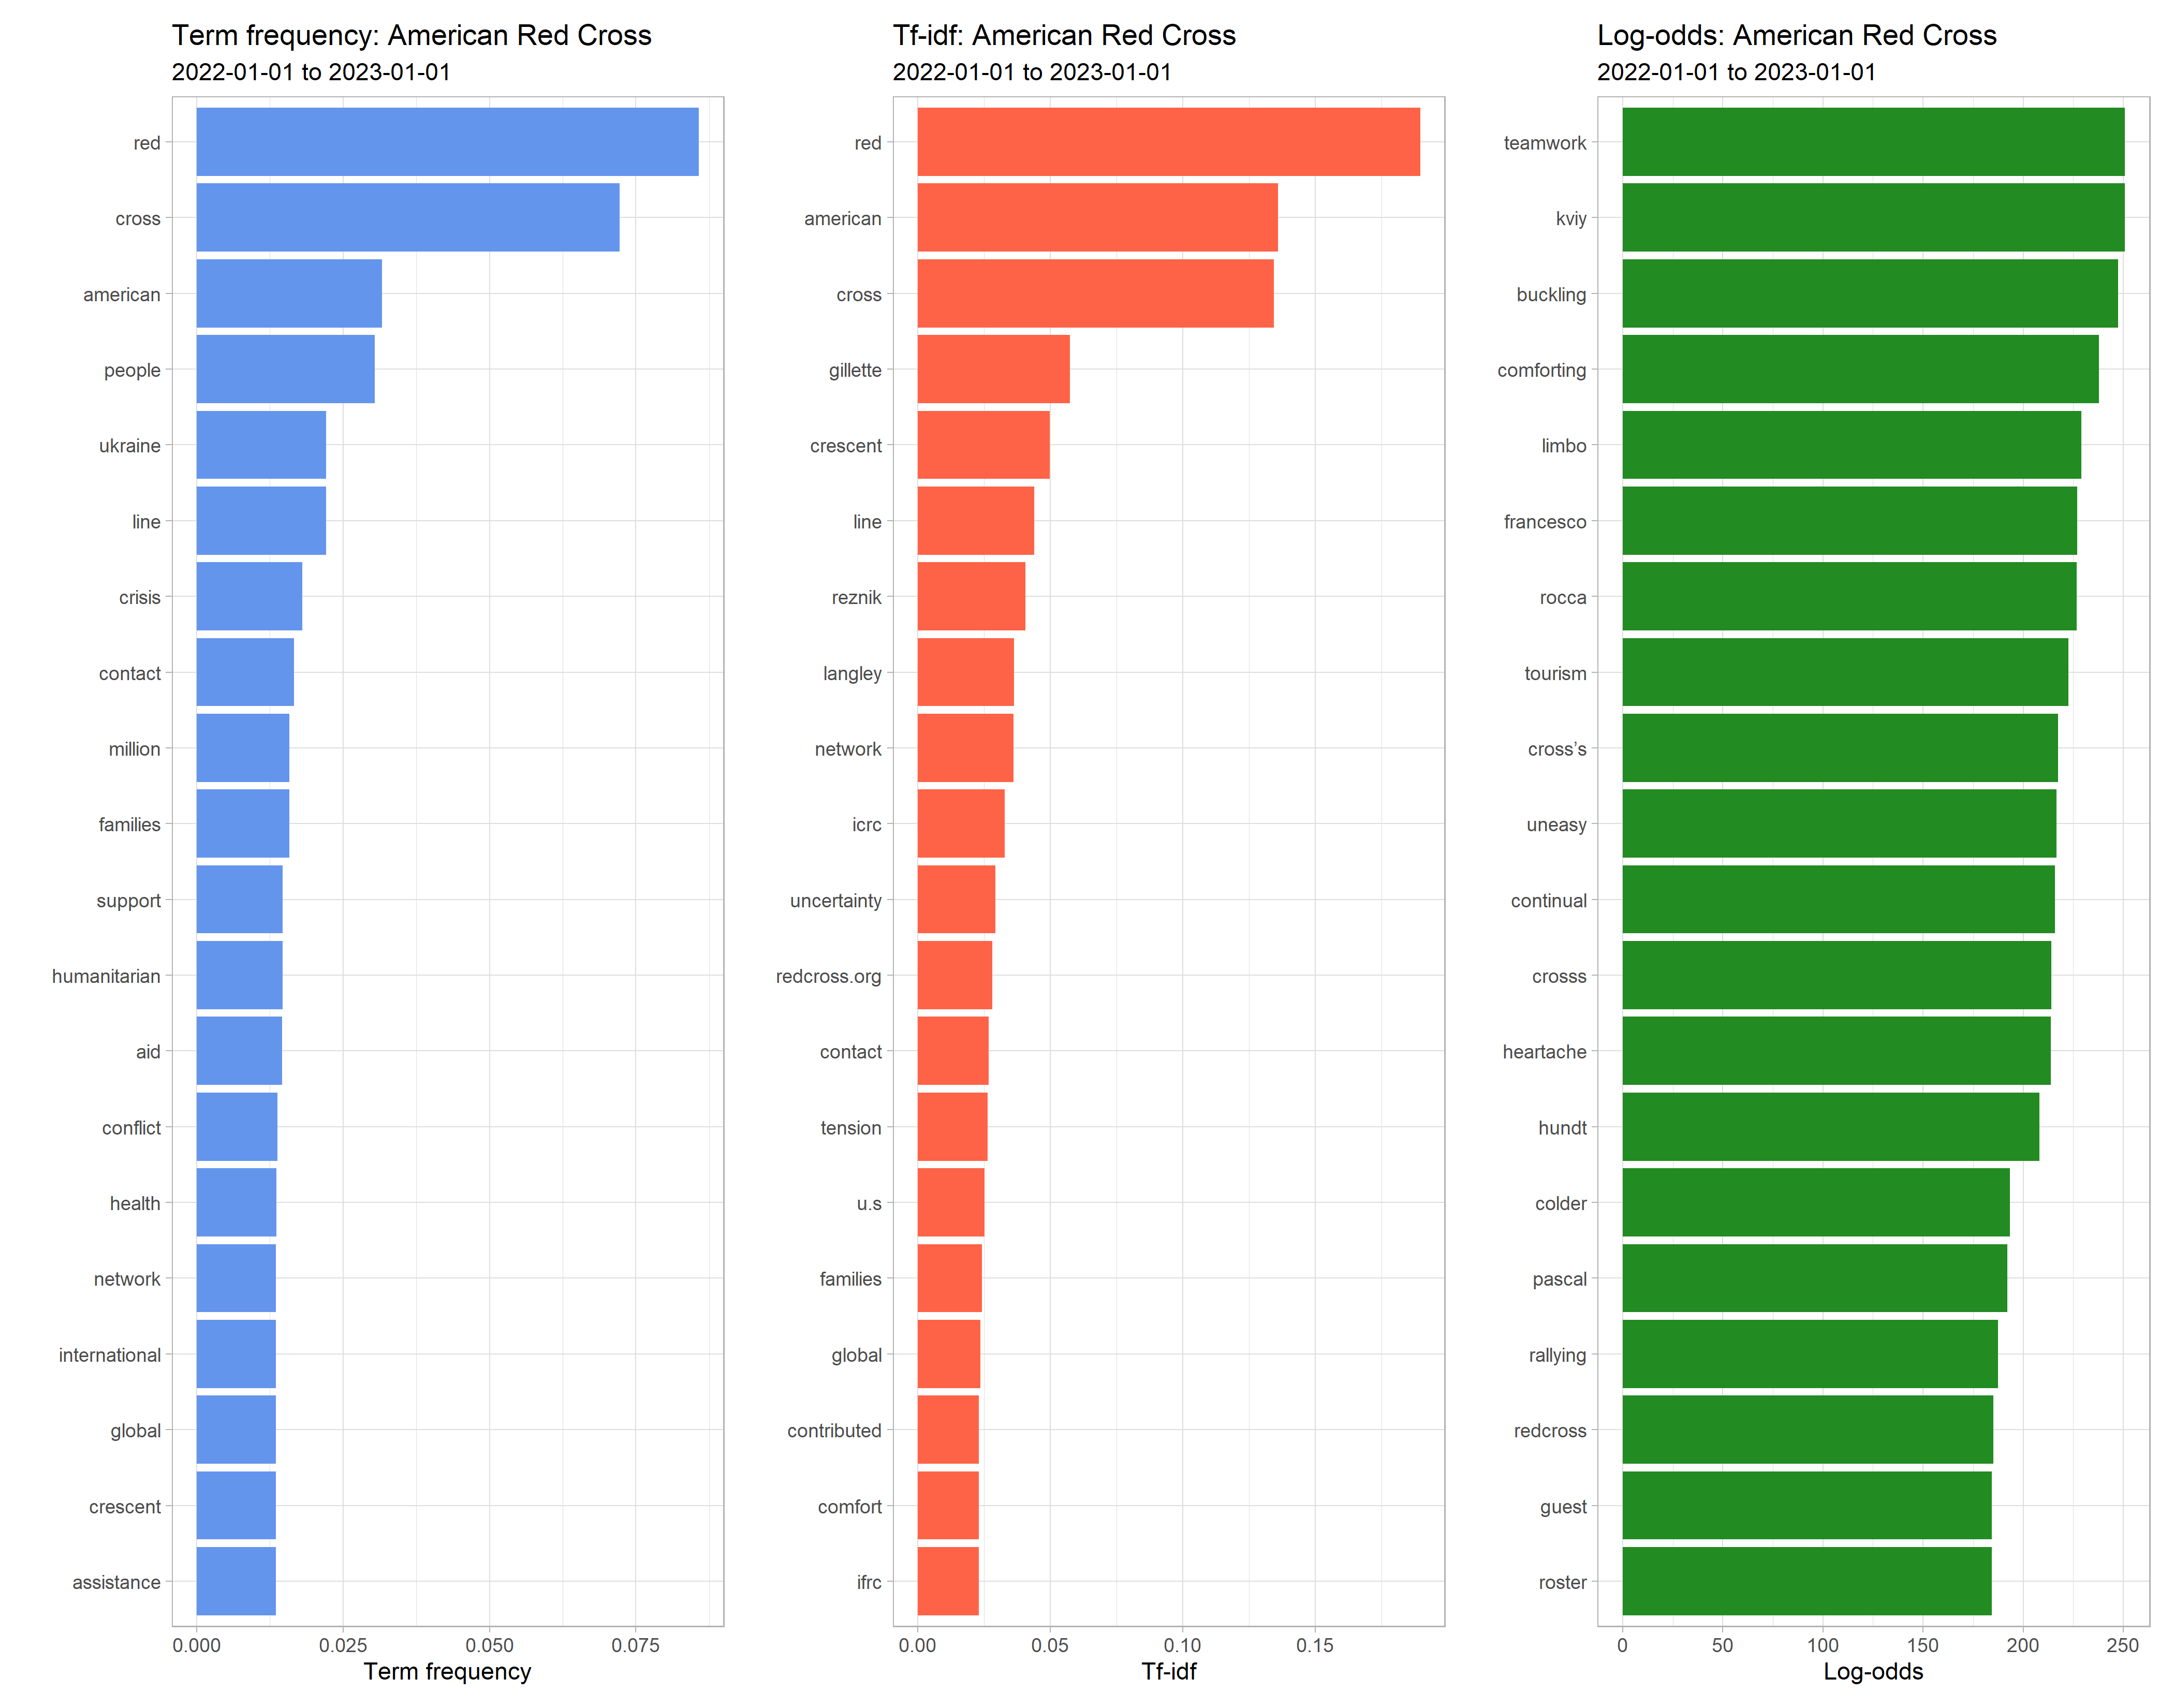 Term frequency: American Red Cross
2022-01-01 to 2023-01-01
red
cross
american
people
ukraine
line
crisis
contact
million
families
support
humanitarian
aid
conflict
health
network
international
global
crescent
assistance
0.000 0.025 0.050 0.075
Term frequency
Tf-idf: American Red Cross
2022-01-01 to 2023-01-01
red
american
cross
gillette
crescent
line
reznik
langley
network
icrc
uncertainty
redcross.org
contact
tension
u.s
families
global
contributed
comfort
ifrc
0.00 0.05 0.10 0.15
Tf-idf
Log-odds: American Red Cross
2022-01-01 to 2023-01-01
teamwork
kviy
buckling
comforting
limbo
francesco
rocca
tourism
cross’s
uneasy
continual
crosss
heartache
hundt
colder
pascal
rallying
redcross
guest
roster
0 50 100 150 200 250
Log-odds